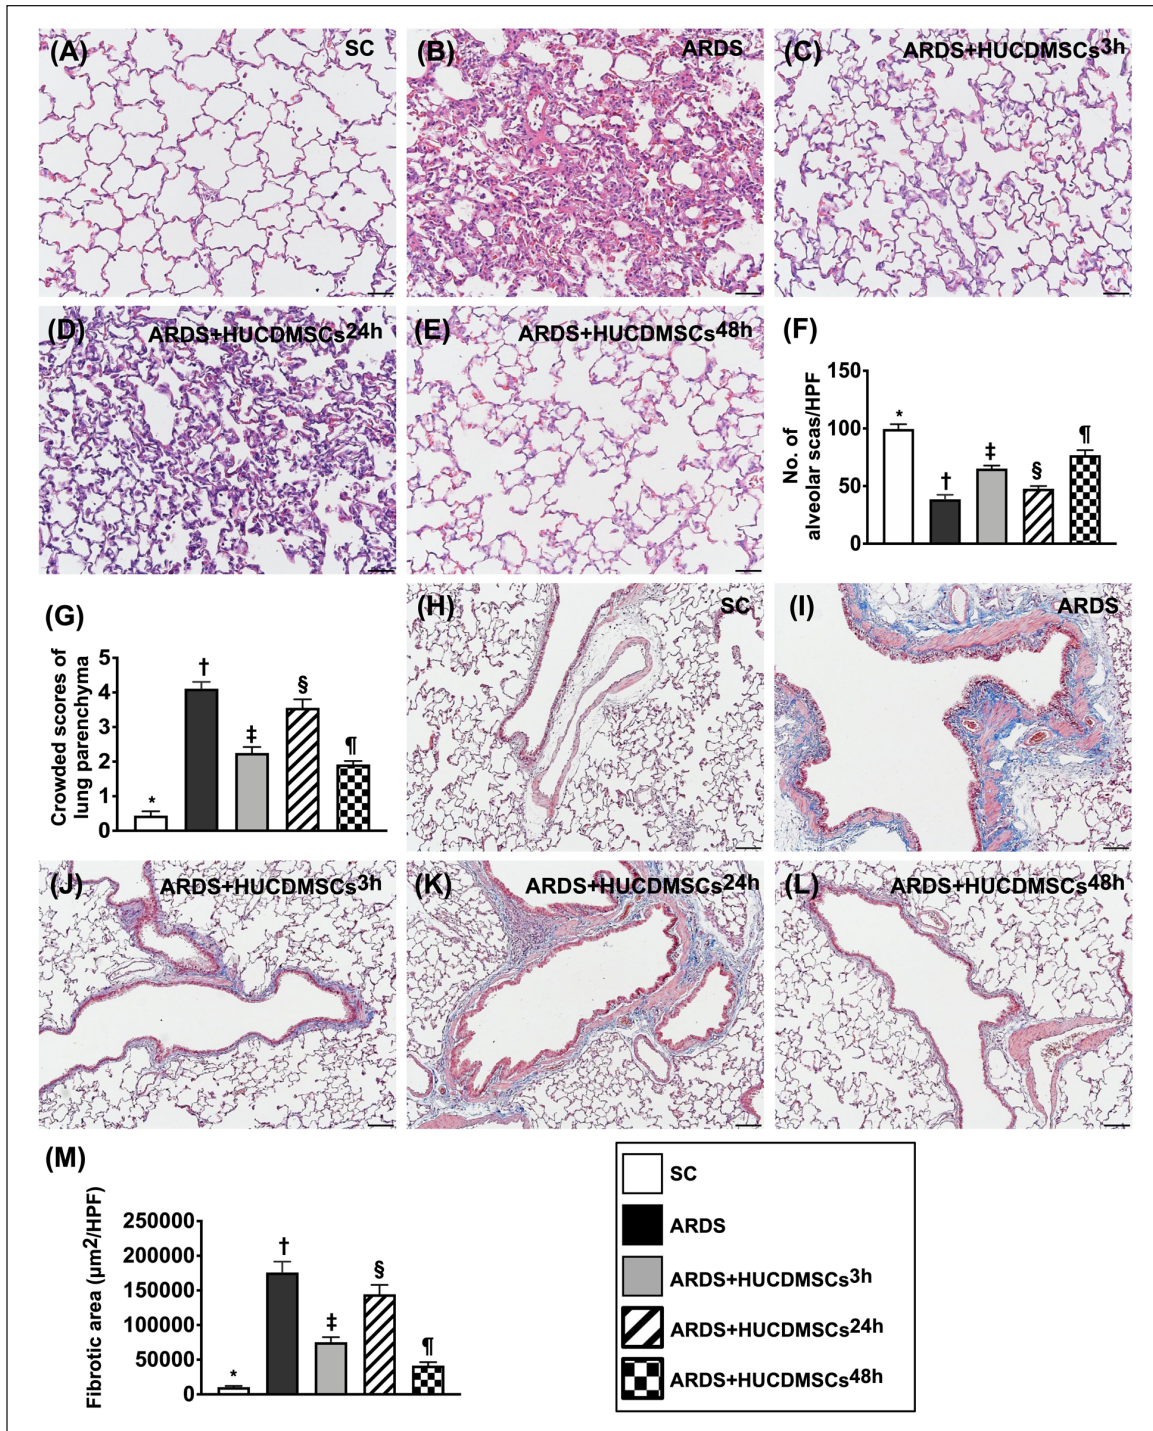 (A) SC
(B) ARDS
(C) ARDS+HUCDMSCs3h
(D) ARDS+HUCDMSCs24h
(E) ARDS+HUCDMSCs48h
(F)
No. of
alveolar scas/HPF
150
100
50
0
*
†
‡
§
¶
(G)
Crowded scores of
lung parenchyma
5
4
3
2
1
0
*
†
‡
§
¶
(H) SC
(I) ARDS
(J) ARDS+HUCDMSCs3h
(K) ARDS+HUCDMSCs24h
(L) ARDS+HUCDMSCs48h
(M)
Fibrotic area (µm2/HPF)
250000
200000
150000
100000
50000
0
*
†
‡
§
¶
SC
ARDS
ARDS+HUCDMSCs3h
ARDS+HUCDMSCs24h
ARDS+HUCDMSCs48h